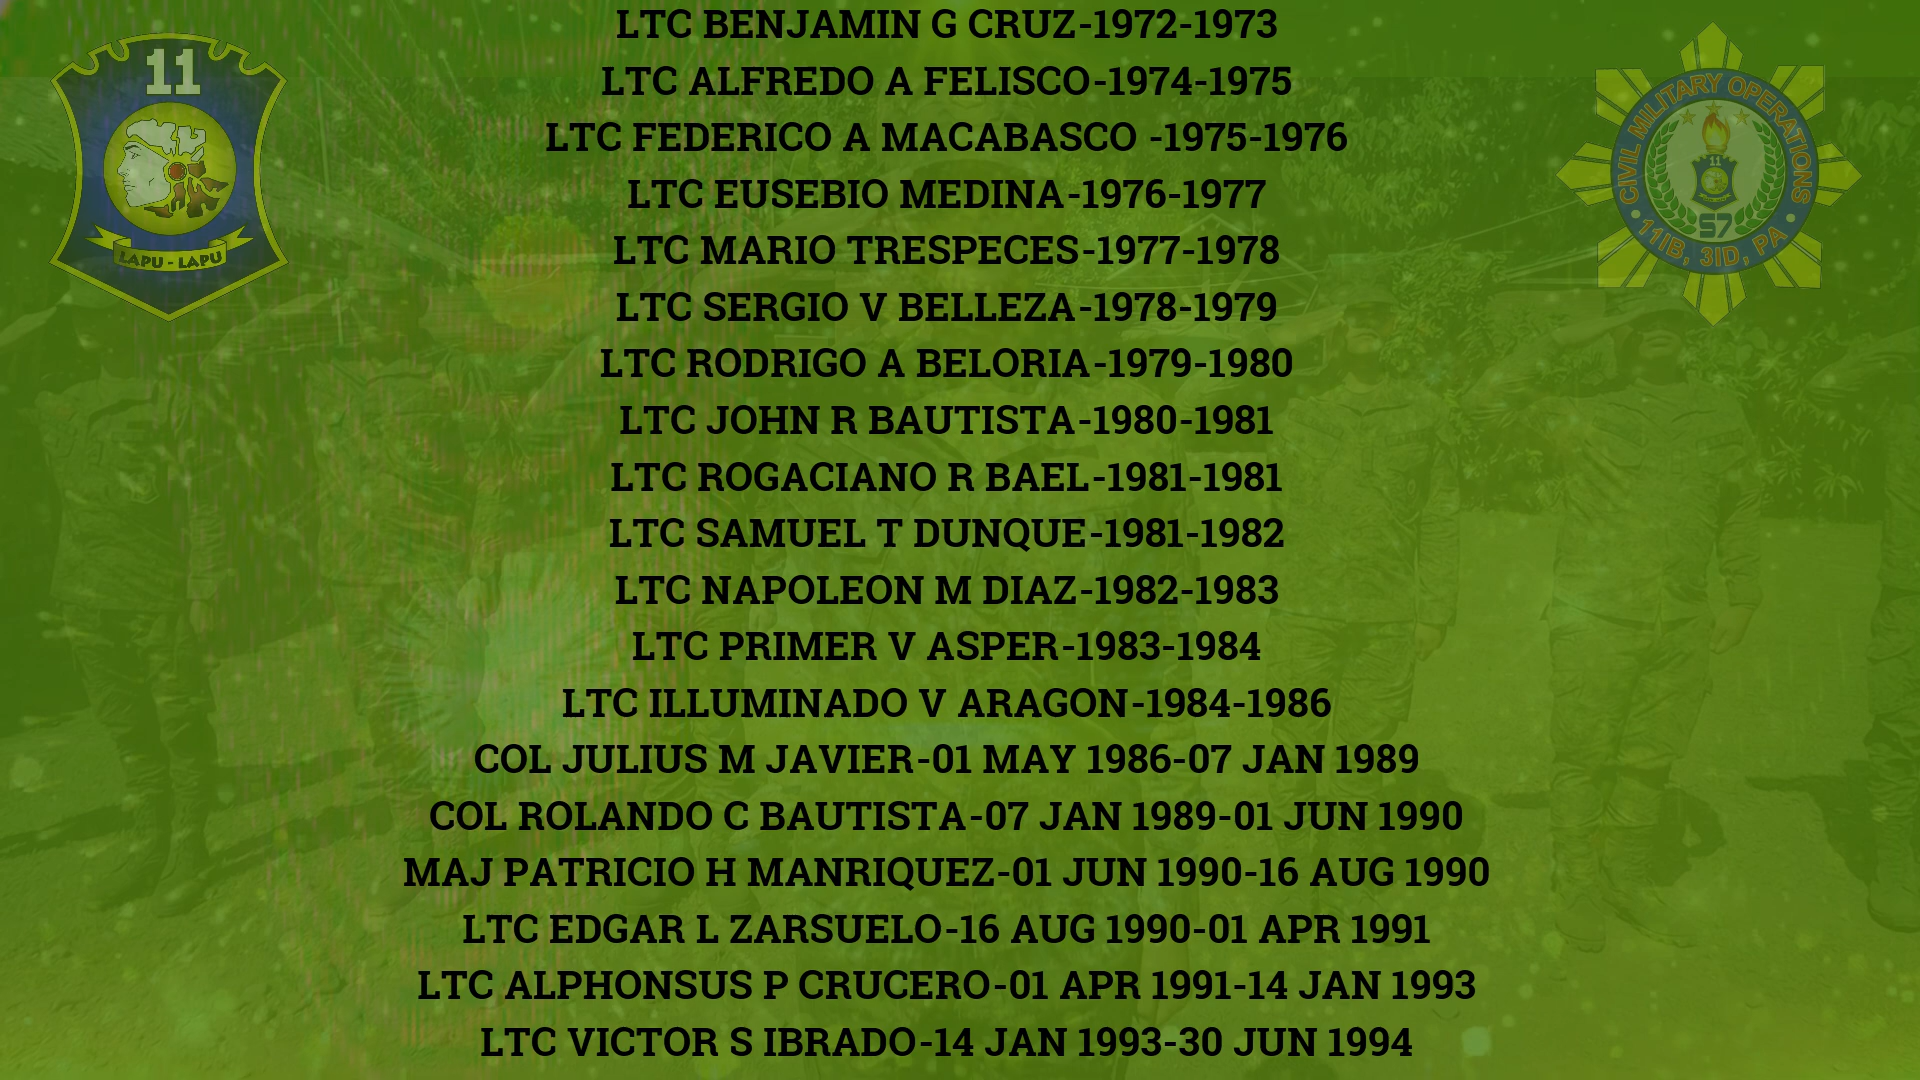 LTC BENJAMIN G CRUZ-1972-1973
LTC ALFREDO A FELISCO-1974-1975
LTC FEDERICO A MACABASCO -1975-1976
LTC EUSEBIO MEDINA-1976-1977
LTC MARIO TRESPECES-1977-1978
LTC SERGIO V BELLEZA-1978-1979
LTC RODRIGO A BELORIA-1979-1980
LTC JOHN R BAUTISTA-1980-1981
LTC ROGACIANO R BAEL-1981-1981
LTC SAMUEL T DUNQUE-1981-1982
LTC NAPOLEON M DIAZ-1982-1983
LTC PRIMER V ASPER-1983-1984
LTC ILLUMINADO V ARAGON-1984-1986
COL JULIUS M JAVIER-01 MAY 1986-07 JAN 1989
COL ROLANDO C BAUTISTA-07 JAN 1989-01 JUN 1990
MAJ PATRICIO H MANRIQUEZ-01 JUN 1990-16 AUG 1990
LTC EDGAR L ZARSUELO-16 AUG 1990-01 APR 1991
LTC ALPHONSUS P CRUCERO-01 APR 1991-14 JAN 1993
LTC VICTOR S IBRADO-14 JAN 1993-30 JUN 1994
11
LAPU - LAPU
CIVIL MILITARY OPERATIONS
11
S7
11IB, 3ID, PA